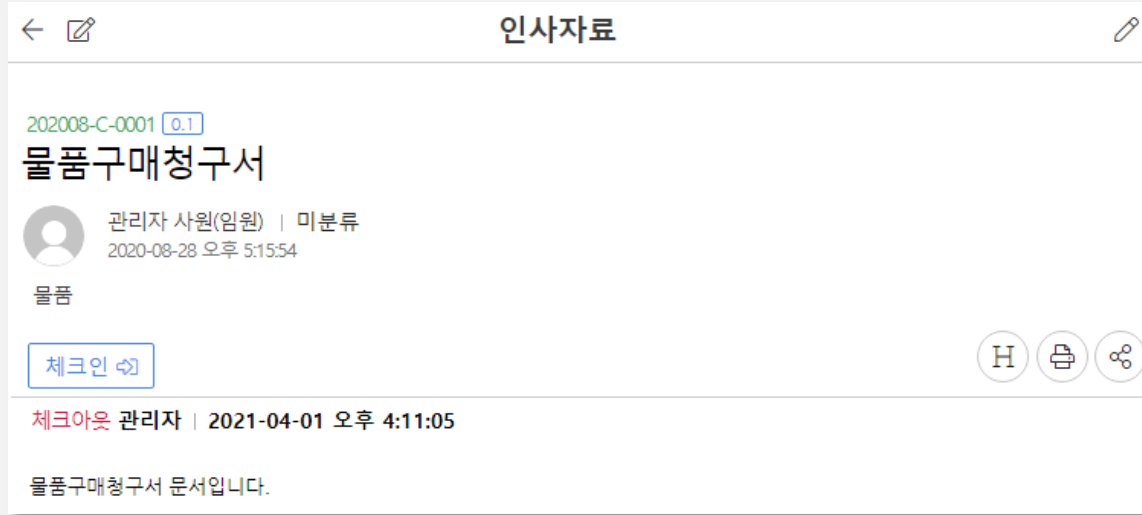 인사자료
202008-C-0001 0.1
물품구매청구서
관리자 사원(임원) | 미분류
2020-08-28 오후 5:15:54
물품
체크인
H
체크아웃 관리자 | 2021-04-01 오후 4:11:05
물품구매청구서 문서입니다.